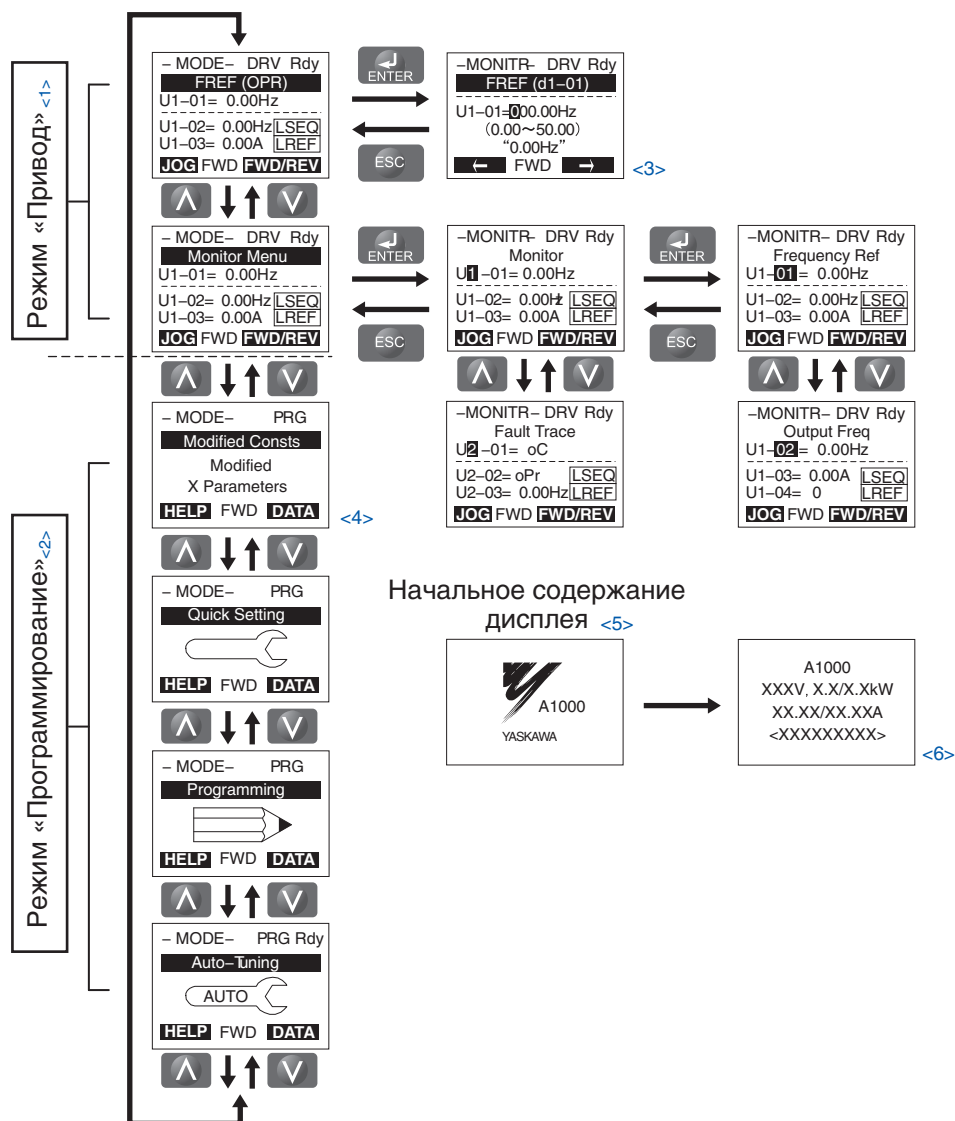 Режим «Привод» <1>
– MODE– DRV Rdy
FREF (OPR)
U1–01= 0.00Hz
U1–02= 0.00Hz LSEQ
U1–03= 0.00A LREF
JOG FWD FWD/REV
ENTER
ESC
–MONITR– DRV Rdy
FREF (d1–01)
U1–01=000.00Hz
(0.00~50.00)
“0.00Hz”
← FWD →
<3>
– MODE– DRV Rdy
Monitor Menu
U1–01= 0.00Hz
U1–02= 0.00Hz LSEQ
U1–03= 0.00A LREF
JOG FWD FWD/REV
ENTER
ESC
–MONITR– DRV Rdy
Monitor
U1 –01= 0.00Hz
U1–02= 0.00Hz LSEQ
U1–03= 0.00A LREF
JOG FWD FWD/REV
ENTER
ESC
–MONITR– DRV Rdy
Frequency Ref
U1–01= 0.00Hz
U1–02= 0.00Hz LSEQ
U1–03= 0.00A LREF
JOG FWD FWD/REV
–MONITR– DRV Rdy
Fault Trace
U2 –01= oC
U2–02= oPr LSEQ
U2–03= 0.00Hz LREF
JOG FWD FWD/REV
–MONITR– DRV Rdy
Output Freq
U1–02= 0.00Hz
U1–03= 0.00A LSEQ
U1–04= 0 LREF
JOG FWD FWD/REV
Режим «Программирование» <2>
– MODE– PRG
Modified Consts
Modified
X Parameters
HELP FWD DATA
<4>
– MODE– PRG
Quick Setting
HELP FWD DATA
– MODE– PRG
Programming
HELP FWD DATA
– MODE– PRG Rdy
Auto–Tuning
AUTO
HELP FWD DATA
Начальное содержание
дисплея <5>
A1000
YASKAWA
A1000
XXXV, X.X/X.XkW
XX.XX/XX.XXA
<XXXXXXXXX>
<6>